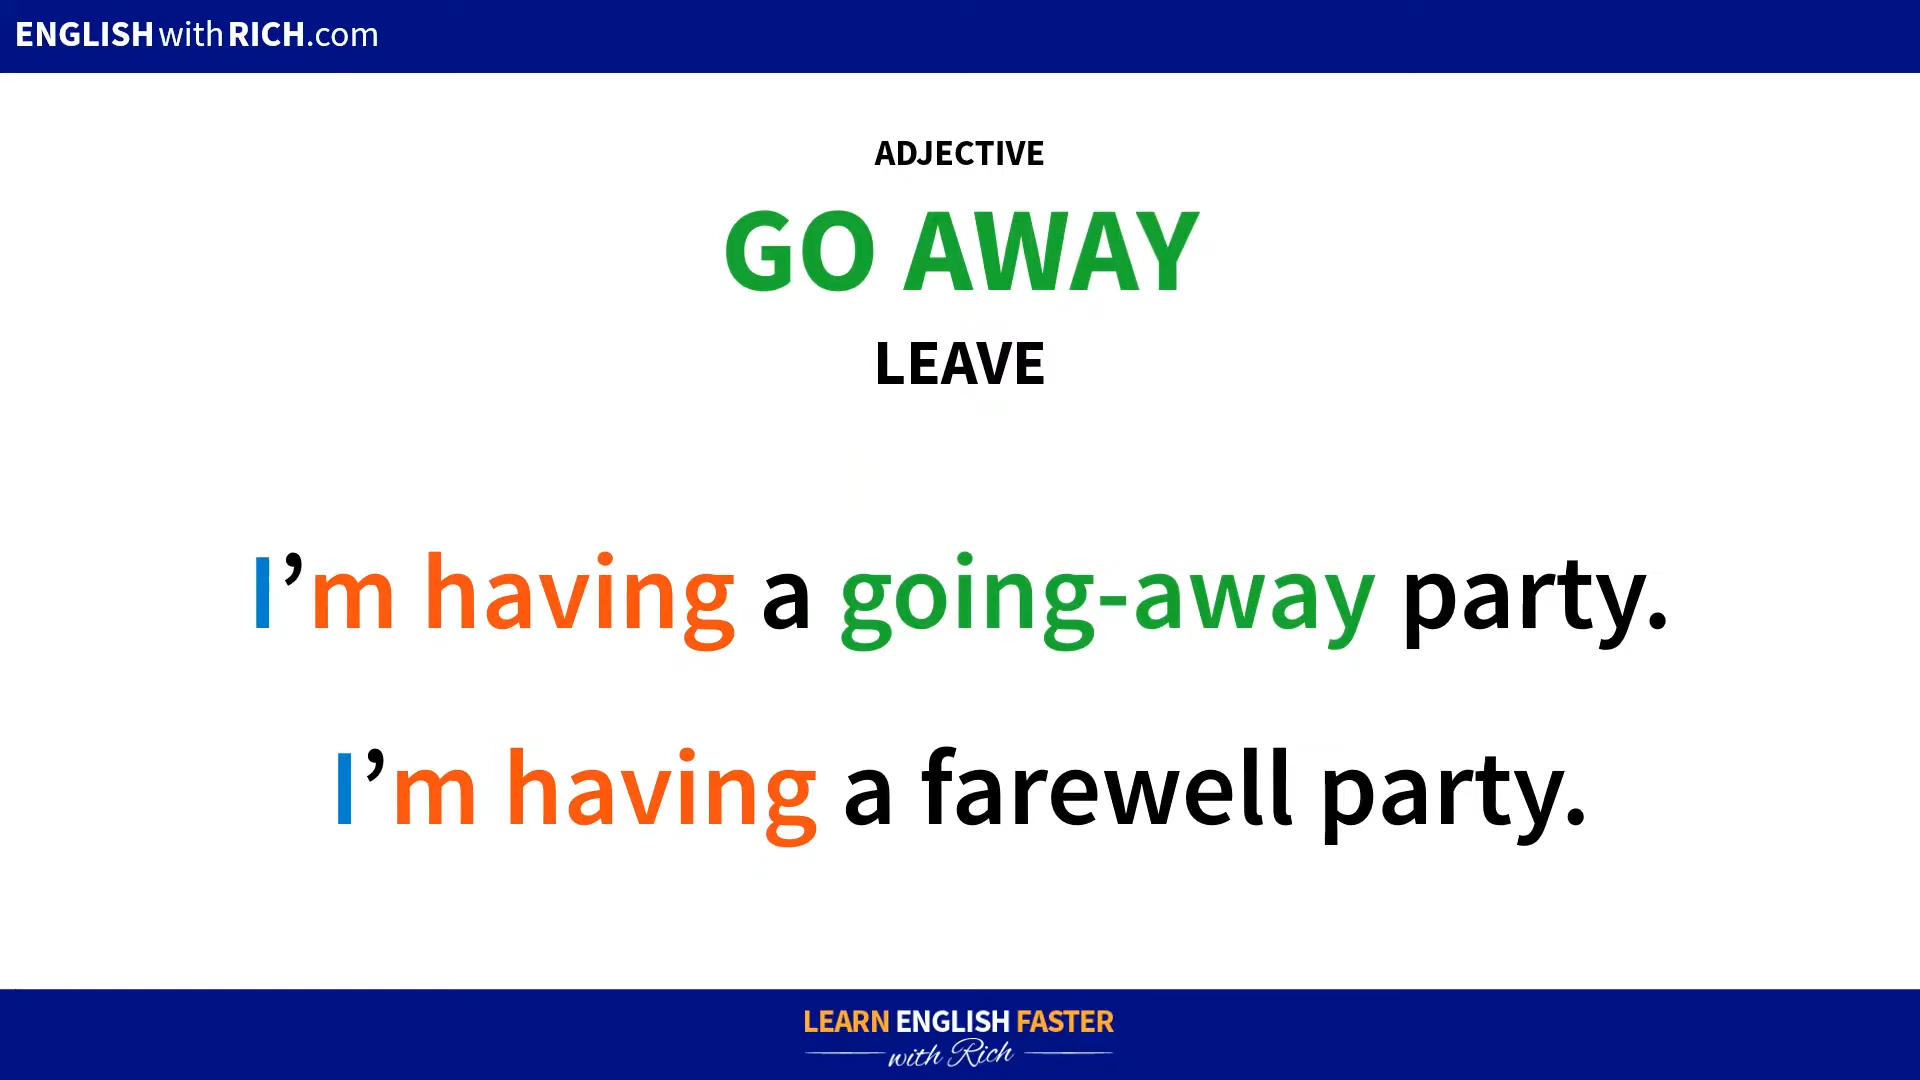 ENGLISH with RICH.com
ADJECTIVE
GO AWAY
LEAVE
I’m having a going-away party.
I’m having a farewell party.
LEARN ENGLISH FASTER
with Rich